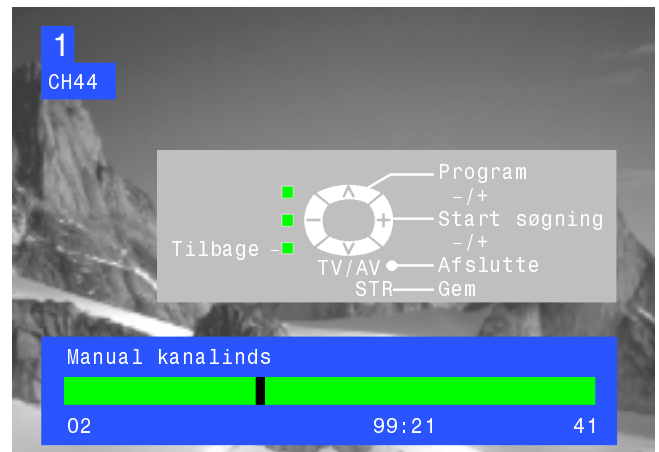 1
CH44
Program
-/+
Start søgning
-/+
Tilbage
TV/AV Afslutte
STR Gem
Manual kanalinds
02 99:21 41